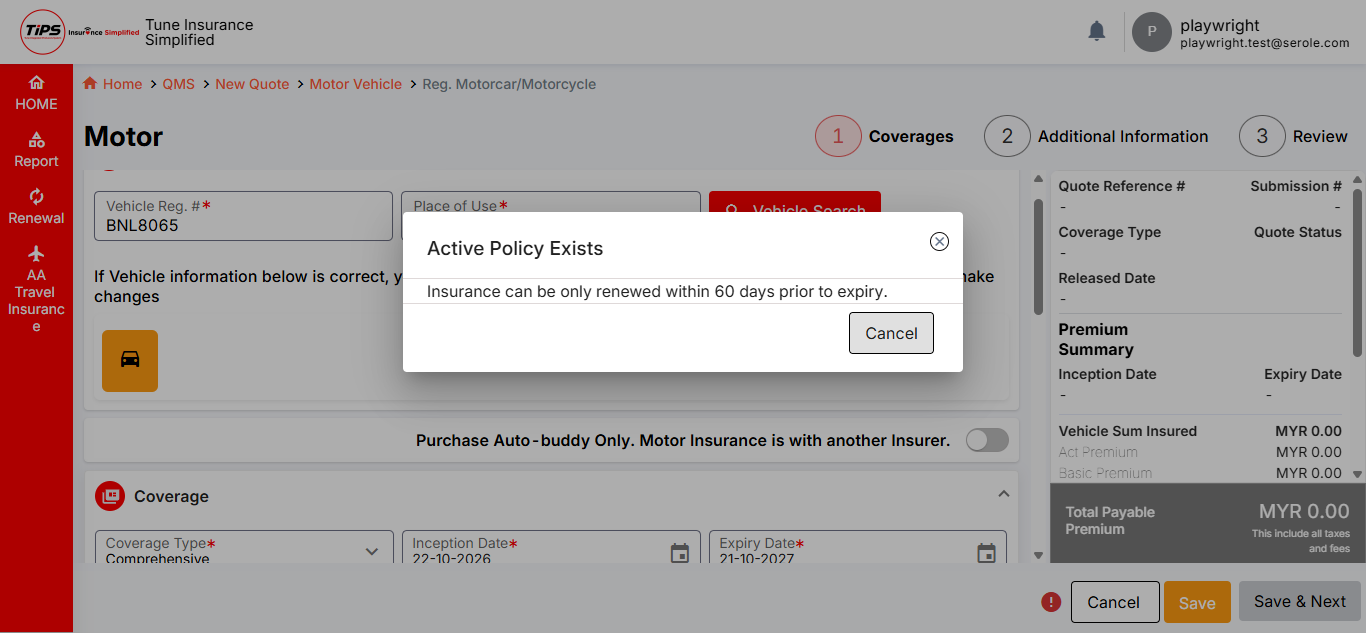 TiPS
Insurance Simplified
Tune Insurance
Simplified
P
playwright
playwright.test@serole.com
HOME
Report
Renewal
AA
Travel
Insuranc
e
Home > QMS > New Quote > Motor Vehicle > Reg. Motorcar/Motorcycle
Motor
1 Coverages
2 Additional Information
3 Review
Vehicle Reg. #*
BNL8065
Place of Use*
Vehicle Search
If Vehicle information below is correct, y
make
changes
Active Policy Exists
Insurance can be only renewed within 60 days prior to expiry.
Cancel
Purchase Auto-buddy Only. Motor Insurance is with another Insurer.
Coverage
Coverage Type*
Comprehensive
Inception Date*
22-10-2026
Expiry Date*
21-10-2027
Quote Reference # Submission #
- -
Coverage Type Quote Status
-
Released Date
-
Premium
Summary
Inception Date Expiry Date
- -
Vehicle Sum Insured MYR 0.00
Act Premium MYR 0.00
Basic Premium MYR 0.00
Total Payable
Premium
MYR 0.00
This include all taxes
and fees
Cancel
Save
Save & Next